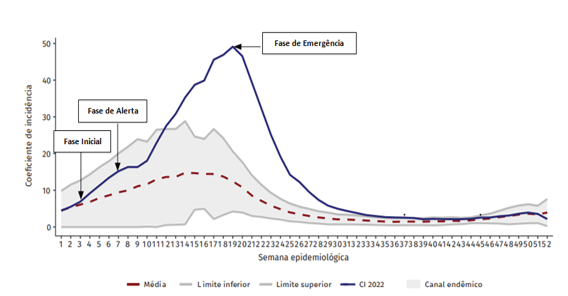 Fase de Emergência
Fase de Alerta
Fase Inicial
Coeficiente de incidência
50
40
30
20
10
0
1 2 3 4 5 6 7 8 9 10 11 12 13 14 15 16 17 18 19 20 21 22 23 24 25 26 27 28 29 30 31 32 33 34 35 36 37 38 39 40 41 42 43 44 45 46 47 48 49 50 51 52
Semana epidemiológica
Média Limite inferior Limite superior CI 2022 Canal endêmico